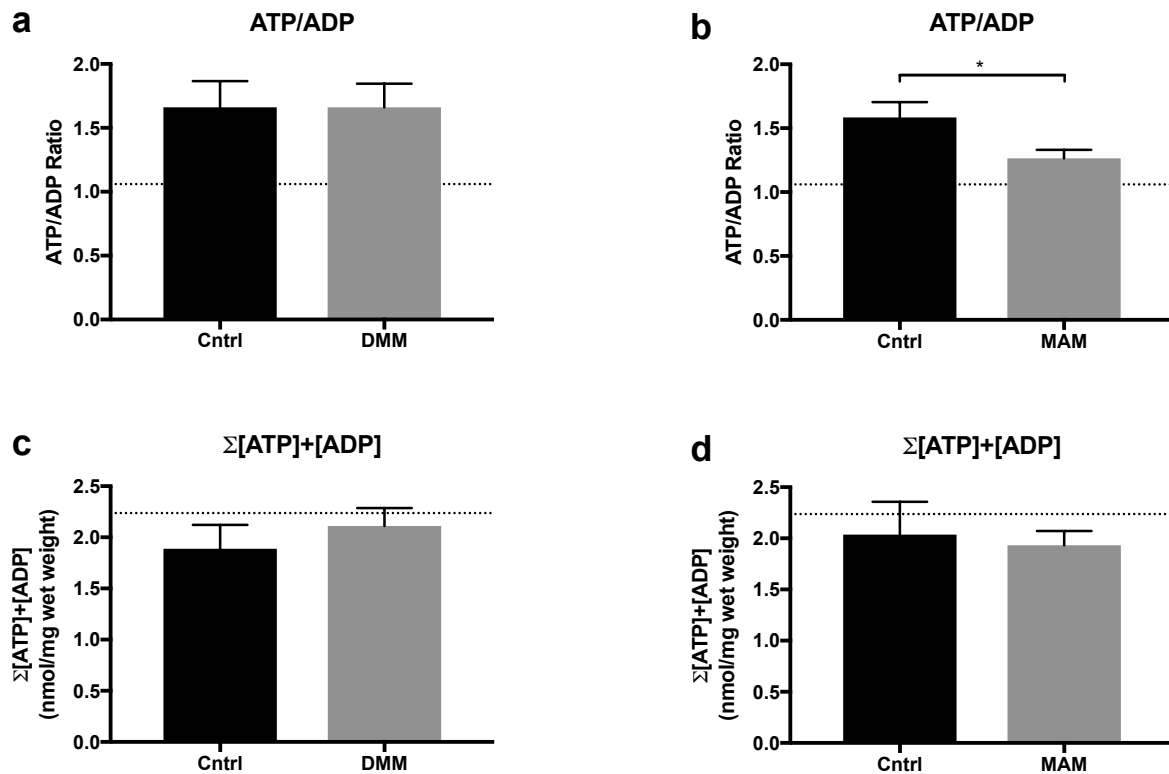 a
ATP/ADP
ATP/ADP Ratio
2.0
1.5
1.0
0.5
0.0
Cntrl DMM
b
ATP/ADP
*
ATP/ADP Ratio
2.0
1.5
1.0
0.5
0.0
Cntrl MAM
c
Σ[ATP]+[ADP]
Σ[ATP]+[ADP]
(nmol/mg wet weight)
2.5
2.0
1.5
1.0
0.5
0.0
Cntrl DMM
d
Σ[ATP]+[ADP]
Σ[ATP]+[ADP]
(nmol/mg wet weight)
2.5
2.0
1.5
1.0
0.5
0.0
Cntrl MAM